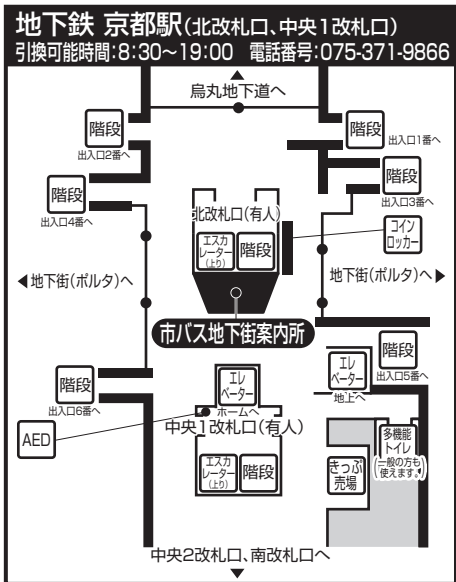 地下鉄 京都駅(北改札口、中央1改札口)
引換可能時間:8:30～19:00 電話番号:075-371-9866
烏丸地下道へ
階段
出入口2番へ
階段
出入口1番へ
階段
出入口4番へ
階段
出入口3番へ
北改札口(有人)
エスカ
レーター
(上り)
階段
コイン
ロッカー
地下街(ポルタ)へ
地下街(ポルタ)へ
市バス地下街案内所
階段
出入口6番へ
エレ
ベーター
ホームへ
エレ
ベーター
地上へ
階段
出入口5番へ
AED
中央1改札口(有人)
エスカ
レーター
(上り)
階段
きっぷ
売場
多機能
トイレ
(一般の方も
使えます。)
中央2改札口、南改札口へ